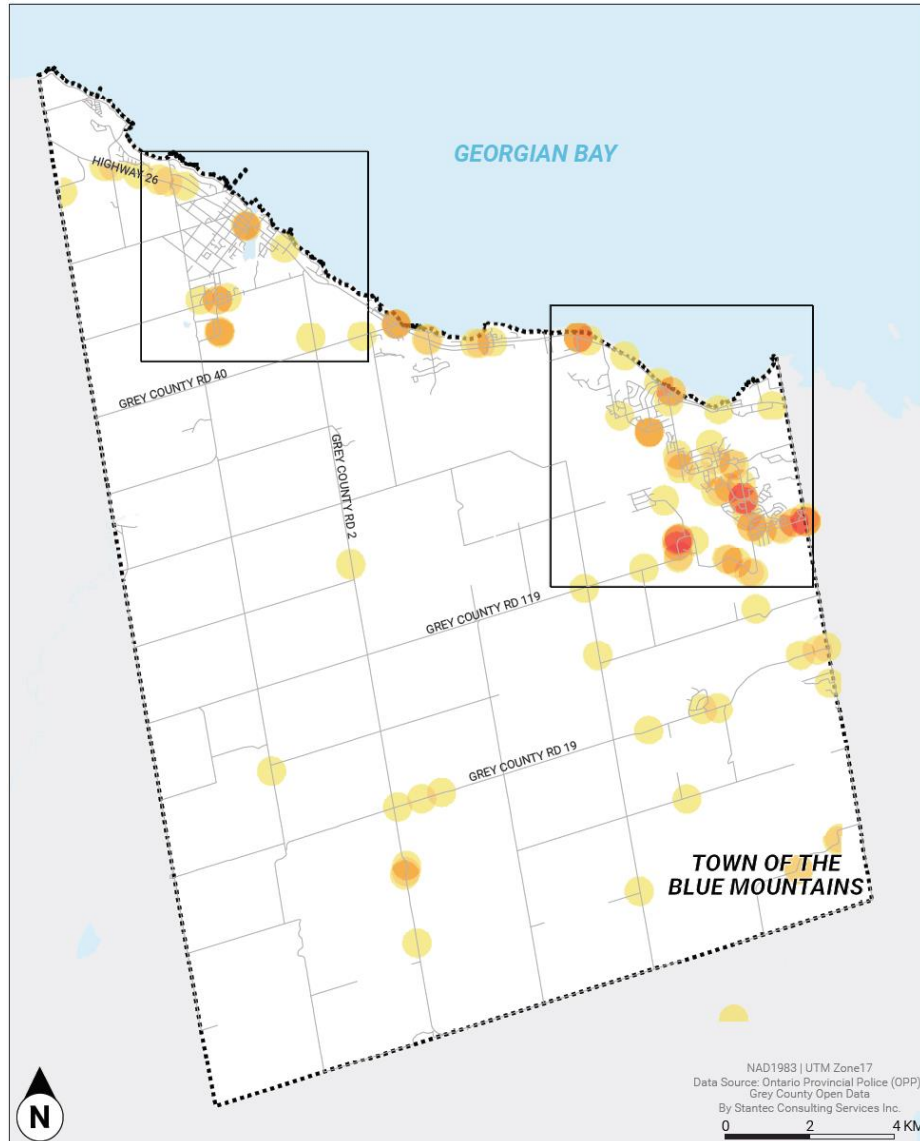 GEORGIAN BAY
HIGHWAY 26
GREY COUNTY RD 40
GREY COUNTY RD 2
GREY COUNTY RD 119
GREY COUNTY RD 19
TOWN OF THE
BLUE MOUNTAINS
N
NAD1983 | UTM Zone17
Data Source: Ontario Provincial Police (OPP)
Grey County Open Data
By Stantec Consulting Services Inc.
0 2 4 KM